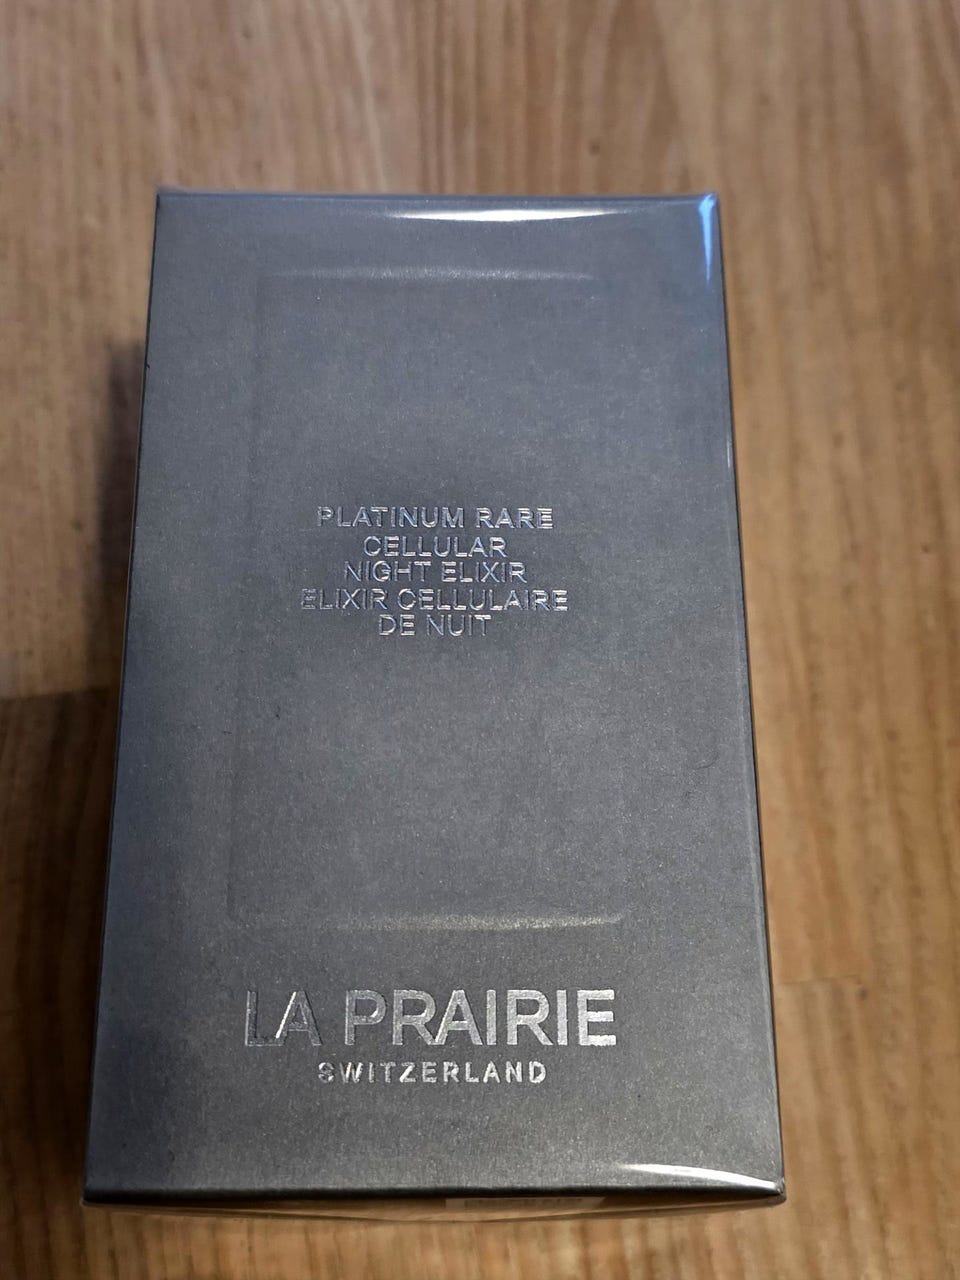 PLATINUM RARE
CELLULAR
NIGHT ELIXIR
ELIXIR CELLULAIRE
DE NUIT
LA PRAIRIE
SWITZERLAND